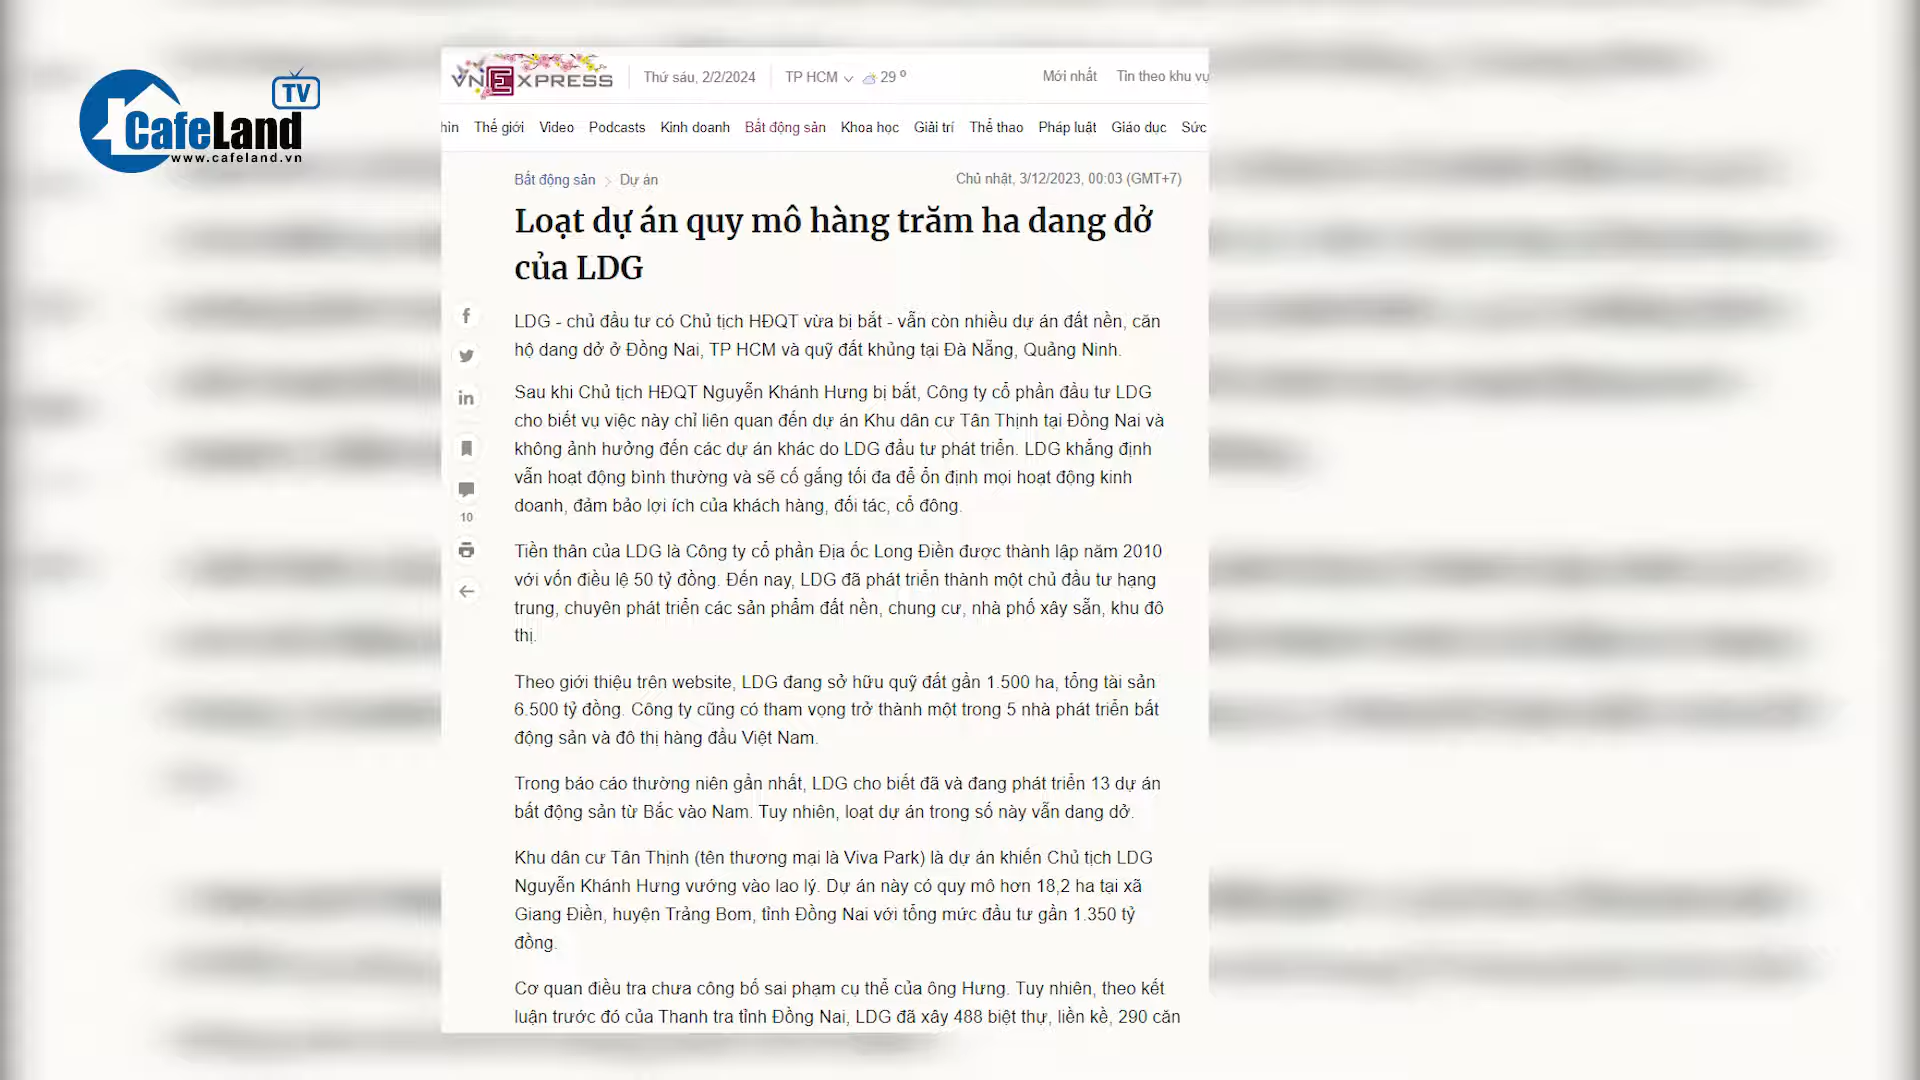 CafeLand TV
www.cafeland.vn
VNEXPRESS
Thứ sáu, 2/2/2024
TP HCM
29 º
Mới nhất
Tin theo khu vự
Thế giới Video Podcasts Kinh doanh Bất động sản Khoa học Giải trí Thể thao Pháp luật Giáo dục Sức
Bất động sản Dự án
Chủ nhật, 3/12/2023, 00:03 (GMT+7)
Loạt dự án quy mô hàng trăm ha dang dở
của LDG
LDG - chủ đầu tư có Chủ tịch HĐQT vừa bị bắt - vẫn còn nhiều dự án đất nền, căn
hộ dang dở ở Đồng Nai, TP HCM và quỹ đất khủng tại Đà Nẵng, Quảng Ninh.
Sau khi Chủ tịch HĐQT Nguyễn Khánh Hưng bị bắt, Công ty cổ phần đầu tư LDG
cho biết vụ việc này chỉ liên quan đến dự án Khu dân cư Tân Thịnh tại Đồng Nai và
không ảnh hưởng đến các dự án khác do LDG đầu tư phát triển. LDG khẳng định
vẫn hoạt động bình thường và sẽ cố gắng tối đa để ổn định mọi hoạt động kinh
doanh, đảm bảo lợi ích của khách hàng, đối tác, cổ đông.
10
Tiền thân của LDG là Công ty cổ phần Địa ốc Long Điền được thành lập năm 2010
với vốn điều lệ 50 tỷ đồng. Đến nay, LDG đã phát triển thành một chủ đầu tư hạng
trung, chuyên phát triển các sản phẩm đất nền, chung cư, nhà phố xây sẵn, khu đô
thị.
Theo giới thiệu trên website, LDG đang sở hữu quỹ đất gần 1.500 ha, tổng tài sản
6.500 tỷ đồng. Công ty cũng có tham vọng trở thành một trong 5 nhà phát triển bất
động sản và đô thị hàng đầu Việt Nam.
Trong báo cáo thường niên gần nhất, LDG cho biết đã và đang phát triển 13 dự án
bất động sản từ Bắc vào Nam. Tuy nhiên, loạt dự án trong số này vẫn dang dở.
Khu dân cư Tân Thịnh (tên thương mại là Viva Park) là dự án khiến Chủ tịch LDG
Nguyễn Khánh Hưng vướng vào lao lý. Dự án này có quy mô hơn 18,2 ha tại xã
Giang Điền, huyện Trảng Bom, tỉnh Đồng Nai với tổng mức đầu tư gần 1.350 tỷ
đồng.
Cơ quan điều tra chưa công bố sai phạm cụ thể của ông Hưng. Tuy nhiên, theo kết
luận trước đó của Thanh tra tỉnh Đồng Nai, LDG đã xây 488 biệt thự, liền kề, 290 căn